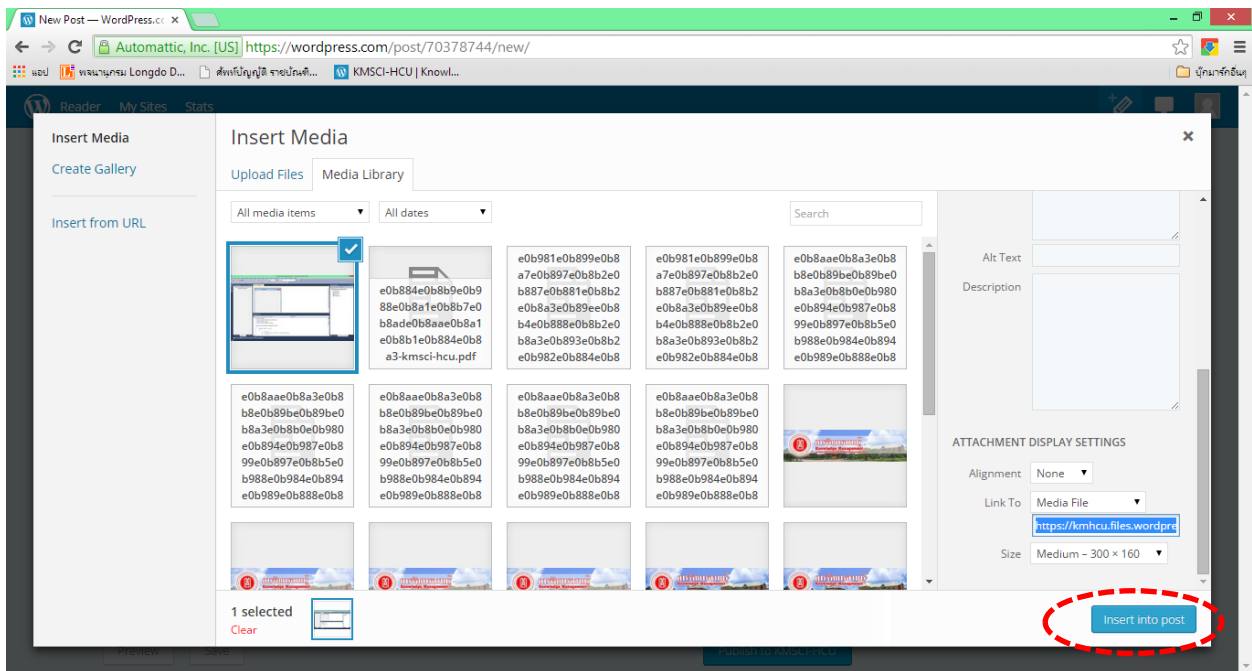 New Post — WordPress.cc
Automattic, Inc. [US] https://wordpress.com/post/70378744/new/
แอป พจนานุกรม Longdo D... ศัพท์บัญญัติ ราชบัณฑิ... KMSCI-HCU | Knowl... บุ๊กมาร์กอื่นๆ
Reader My Sites Stats
Insert Media
Create Gallery
Insert from URL
Insert Media
Upload Files Media Library
All media items All dates Search
e0b884e0b8b9e0b9
88e0b8a1e0b8b7e0
b8ade0b8aae0b8a1
e0b8b1e0b884e0b8
a3-kmsci-hcu.pdf
e0b981e0b899e0b8
a7e0b897e0b8b2e0
b887e0b881e0b8b2
e0b8a3e0b89ee0b8
b4e0b888e0b8b2e0
b8a3e0b893e0b8b2
e0b982e0b884e0b8
e0b981e0b899e0b8
a7e0b897e0b8b2e0
b887e0b881e0b8b2
e0b8a3e0b89ee0b8
b4e0b888e0b8b2e0
b8a3e0b893e0b8b2
e0b982e0b884e0b8
e0b8aae0b8a3e0b8
b8e0b89be0b89be0
b8a3e0b8b0e0b980
e0b894e0b987e0b8
99e0b897e0b8b5e0
b988e0b984e0b894
e0b989e0b888e0b8
e0b8aae0b8a3e0b8
b8e0b89be0b89be0
b8a3e0b8b0e0b980
e0b894e0b987e0b8
99e0b897e0b8b5e0
b988e0b984e0b894
e0b989e0b888e0b8
e0b8aae0b8a3e0b8
b8e0b89be0b89be0
b8a3e0b8b0e0b980
e0b894e0b987e0b8
99e0b897e0b8b5e0
b988e0b984e0b894
e0b989e0b888e0b8
e0b8aae0b8a3e0b8
b8e0b89be0b89be0
b8a3e0b8b0e0b980
e0b894e0b987e0b8
99e0b897e0b8b5e0
b988e0b984e0b894
e0b989e0b888e0b8
e0b8aae0b8a3e0b8
b8e0b89be0b89be0
b8a3e0b8b0e0b980
e0b894e0b987e0b8
99e0b897e0b8b5e0
b988e0b984e0b894
e0b989e0b888e0b8
Alt Text
Description
ATTACHMENT DISPLAY SETTINGS
Alignment None
Link To Media File
https://kmhcu.files.wordpre
Size Medium – 300 × 160
1 selected
Clear
Insert into post
Preview Save Publish to KMSCI-HCU